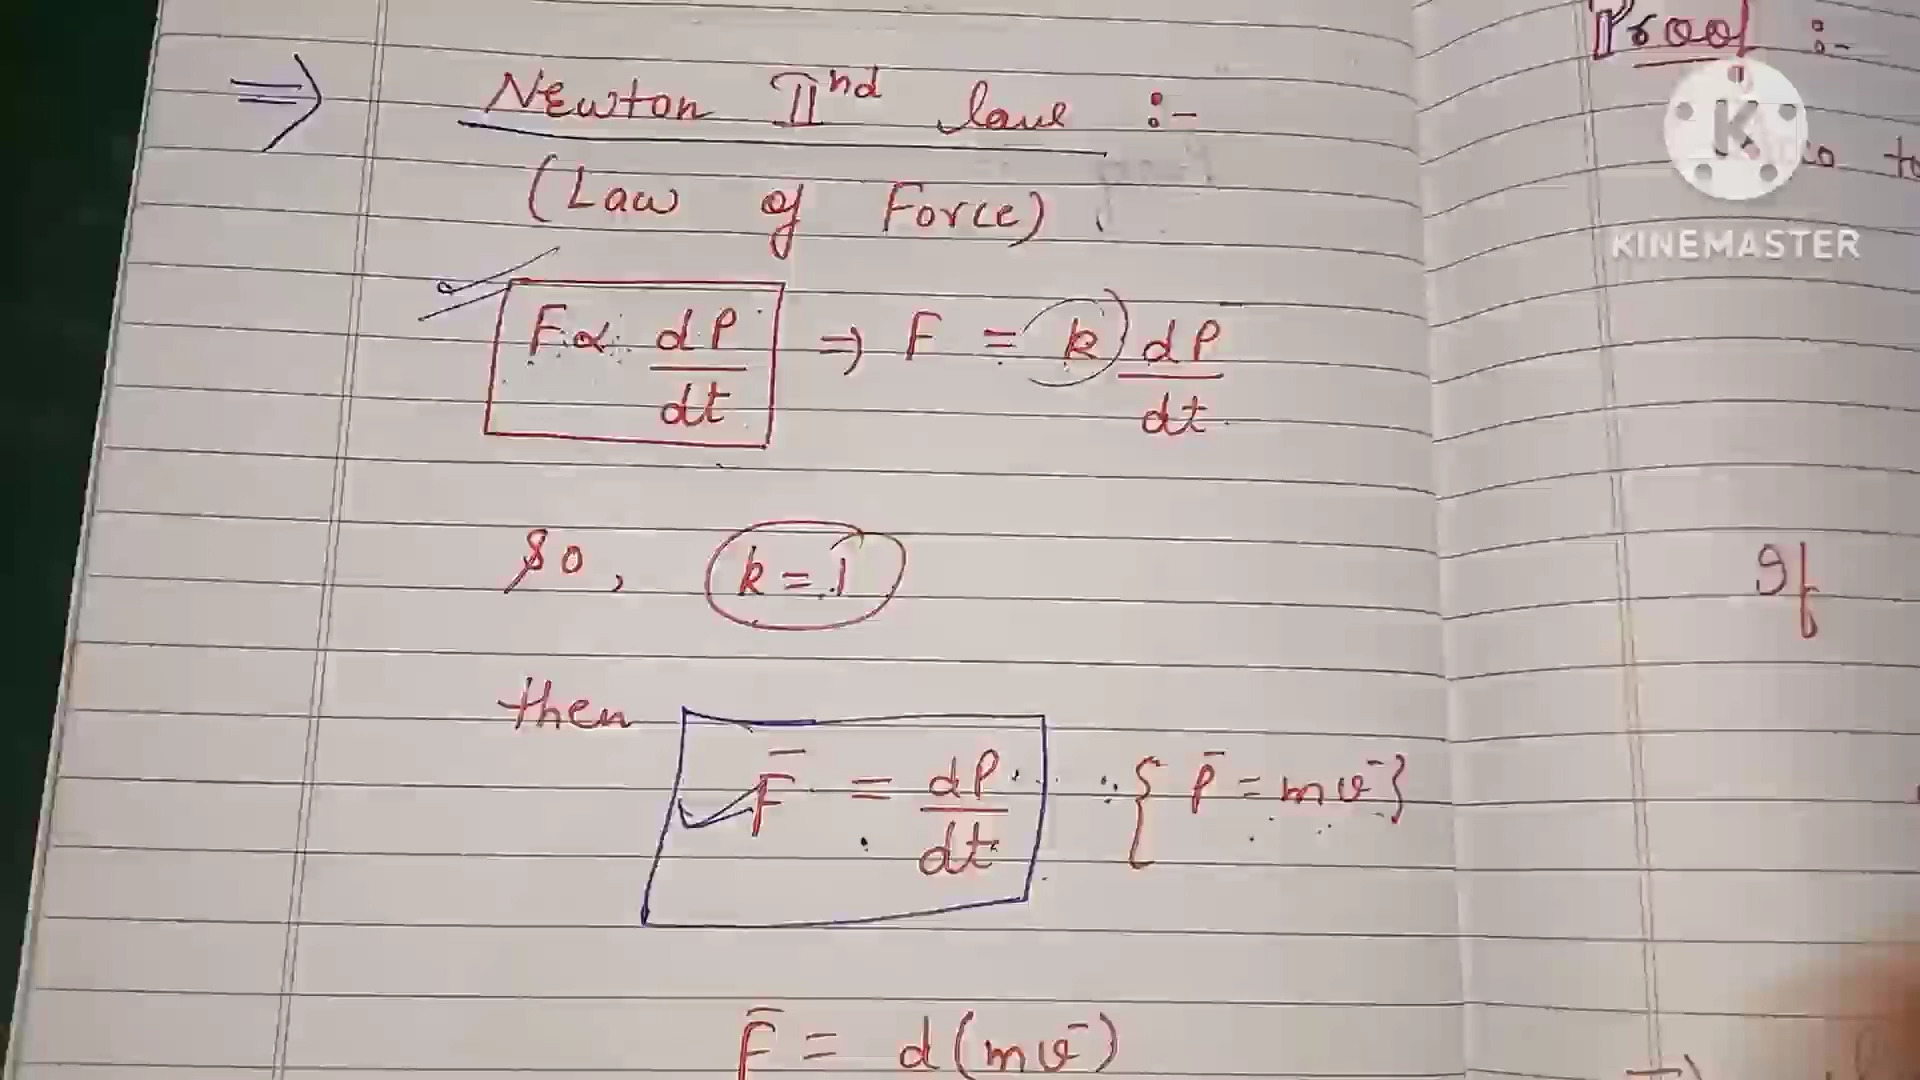 ⇒ Newton IInd law :-
(Law of Force)
F ∝ dP/dt ⇒ F = k dP/dt
So, k = 1
then F̄ = dP/dt ∵ { P̄ = mv̄ }
F̄ = d(mv̄)
Proof :-
to
If
KINEMASTER